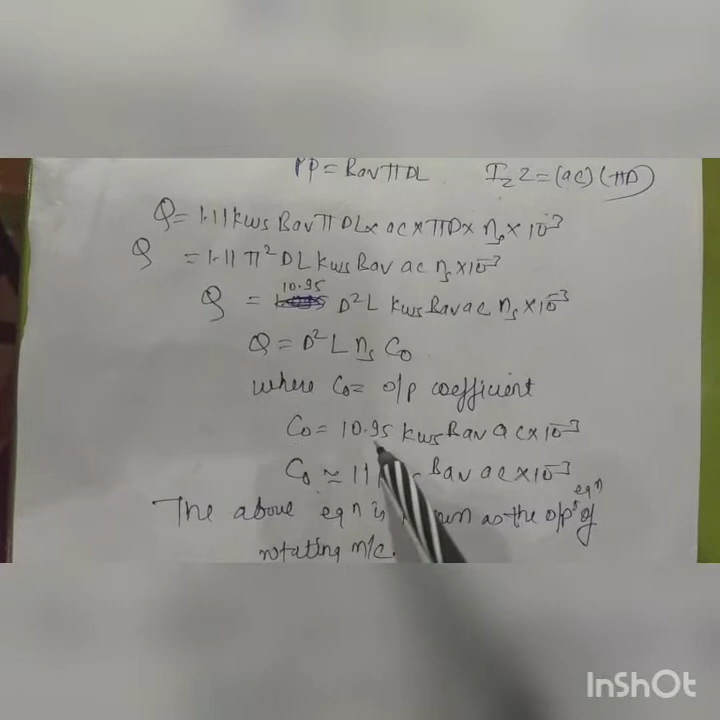 PΦ = Bav π DL Iz Z = (ac) (πD)
Q = 1.11 Kws Bav π DL × ac × πD × ns × 10⁻³
Q = 1.11 π² DL Kws Bav ac ns × 10⁻³
Q = 10.95 D² L Kws Bav ac ns × 10⁻³
Q = D² L ns Co
where Co = o/p coefficient
Co = 10.95 Kws Bav ac × 10⁻³
Co ≃ 11 Bav ac × 10⁻³
The above eqn is as the o/p eqn of
rotating m/c.
InShOt